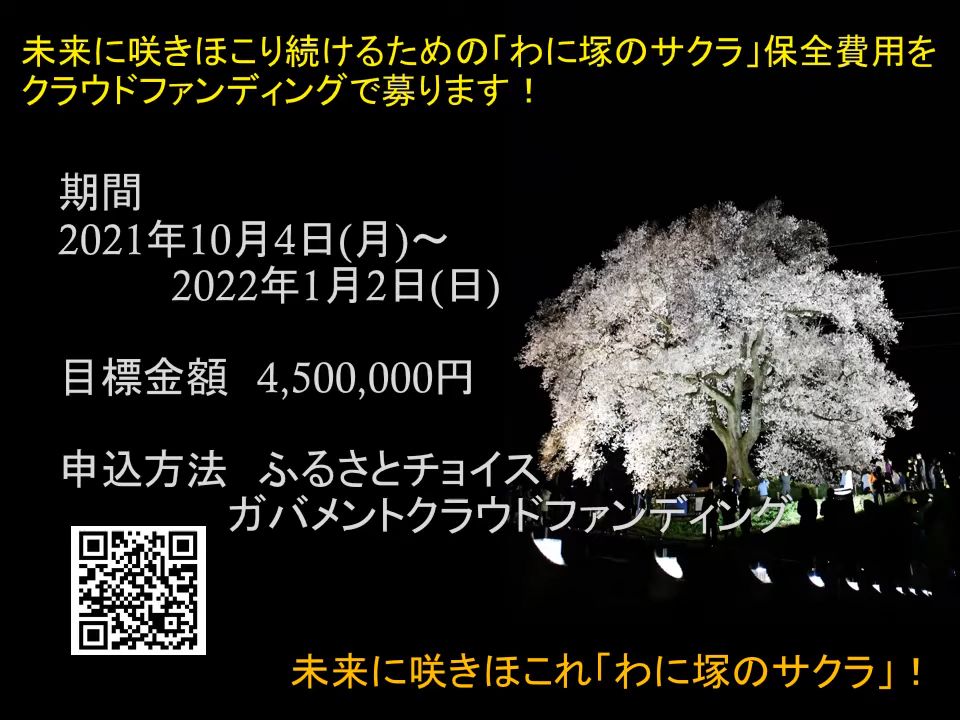 未来に咲きほこり続けるための「わに塚のサクラ」保全費用を
クラウドファンディングで募ります！
期間
2021年10月4日(月)～
2022年1月2日(日)
目標金額　4,500,000円
申込方法　ふるさとチョイス
ガバメントクラウドファンディング
未来に咲きほこれ「わに塚のサクラ」！